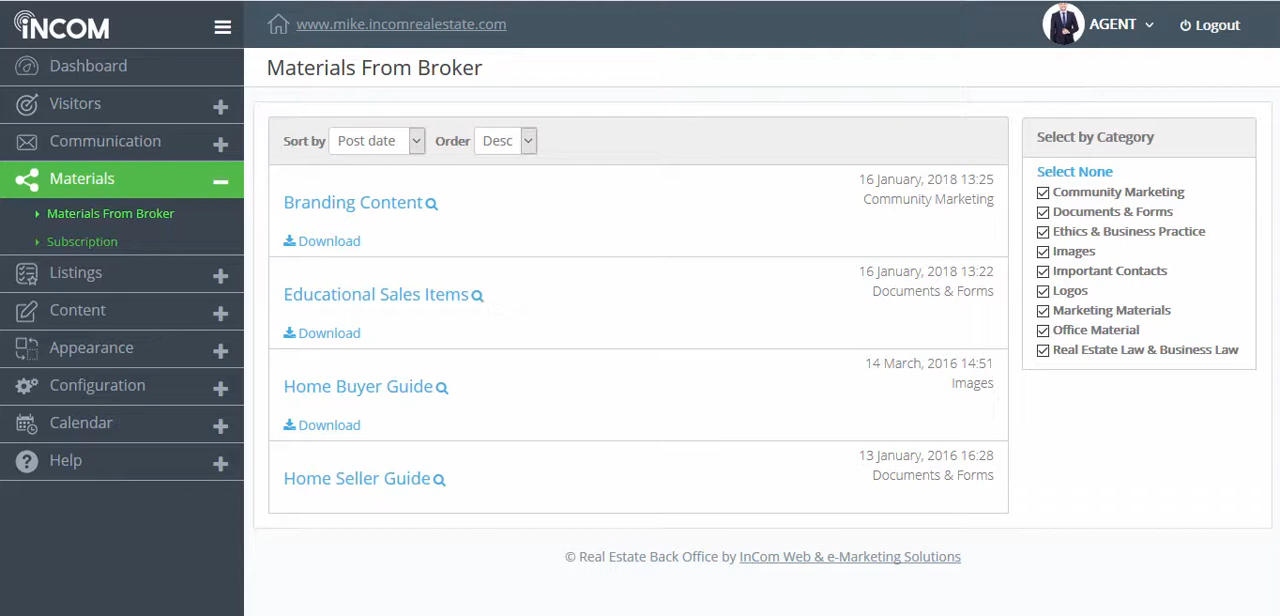 INCOM
www.mike.incomrealestate.com
AGENT
Logout
Dashboard
Visitors
Communication
Materials
Materials From Broker
Subscription
Listings
Content
Appearance
Configuration
Calendar
Help
Materials From Broker
Sort by Post date Order Desc
Branding Content
16 January, 2018 13:25
Community Marketing
Download
Educational Sales Items
16 January, 2018 13:22
Documents & Forms
Download
Home Buyer Guide
14 March, 2016 14:51
Images
Download
Home Seller Guide
13 January, 2016 16:28
Documents & Forms
Select by Category
Select None
Community Marketing
Documents & Forms
Ethics & Business Practice
Images
Important Contacts
Logos
Marketing Materials
Office Material
Real Estate Law & Business Law
© Real Estate Back Office by InCom Web & e-Marketing Solutions